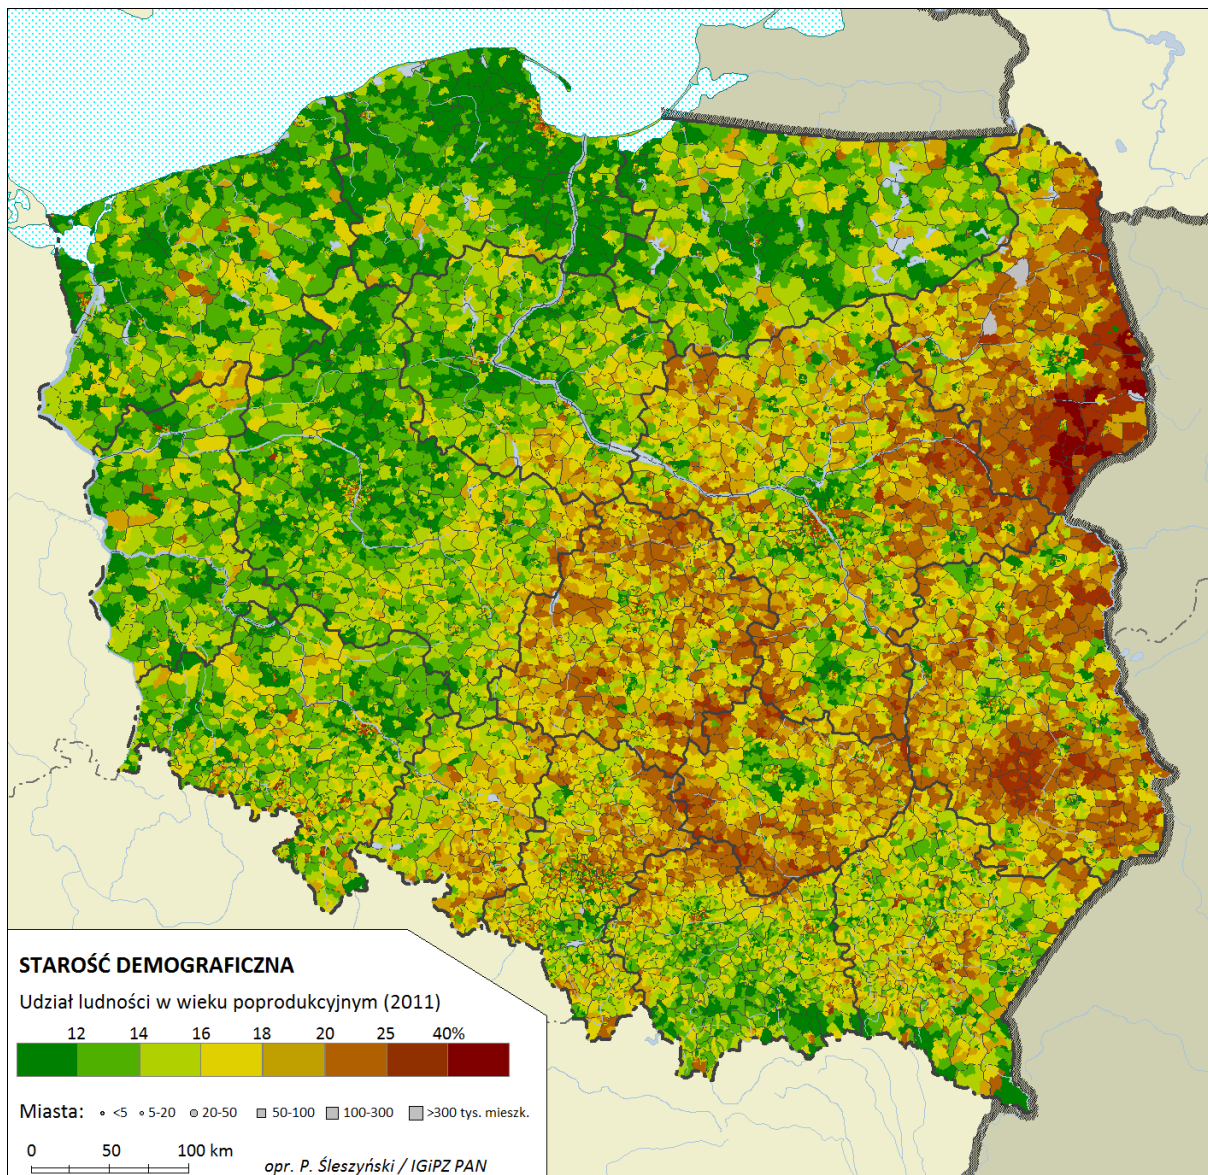 STAROŚĆ DEMOGRAFICZNA
Udział ludności w wieku poprodukcyjnym (2011)
12 14 16 18 20 25 40%
Miasta: <5 5-20 20-50 50-100 100-300 >300 tys. mieszk.
0 50 100 km
opr. P. Śleszyński / IGiPZ PAN